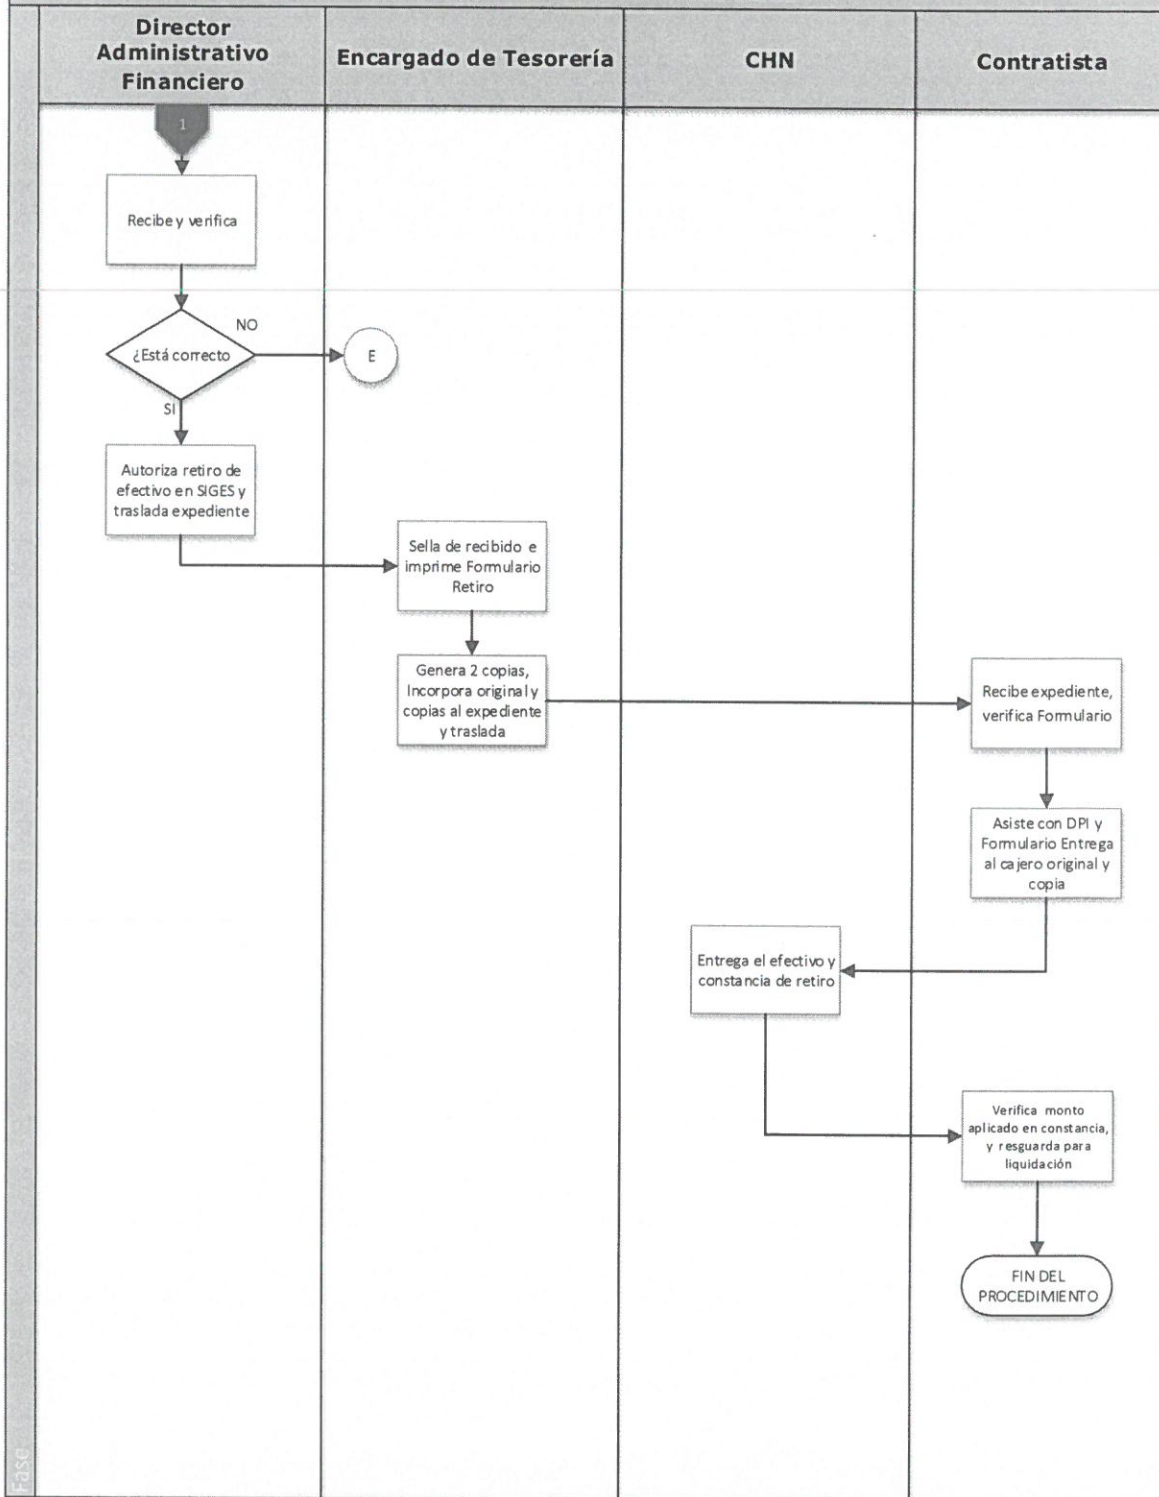 Director
Administrativo
Financiero
Encargado de Tesorería
CHN
Contratista
1
Recibe y verifica
¿Está correcto
NO
E
SI
Autoriza retiro de
efectivo en SIGES y
traslada expediente
Sella de recibido e
imprime Formulario
Retiro
Genera 2 copias,
Incorpora original y
copias al expediente
y traslada
Recibe expediente,
verifica Formulario
Asiste con DPI y
Formulario Entrega
al cajero original y
copia
Entrega el efectivo y
constancia de retiro
Verifica monto
aplicado en constancia,
y resguarda para
liquidación
FIN DEL
PROCEDIMIENTO
Fase